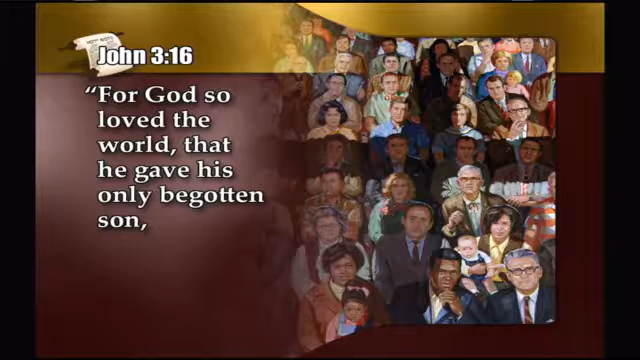 John 3:16
“For God so
loved the
world, that
he gave his
only begotten
son,